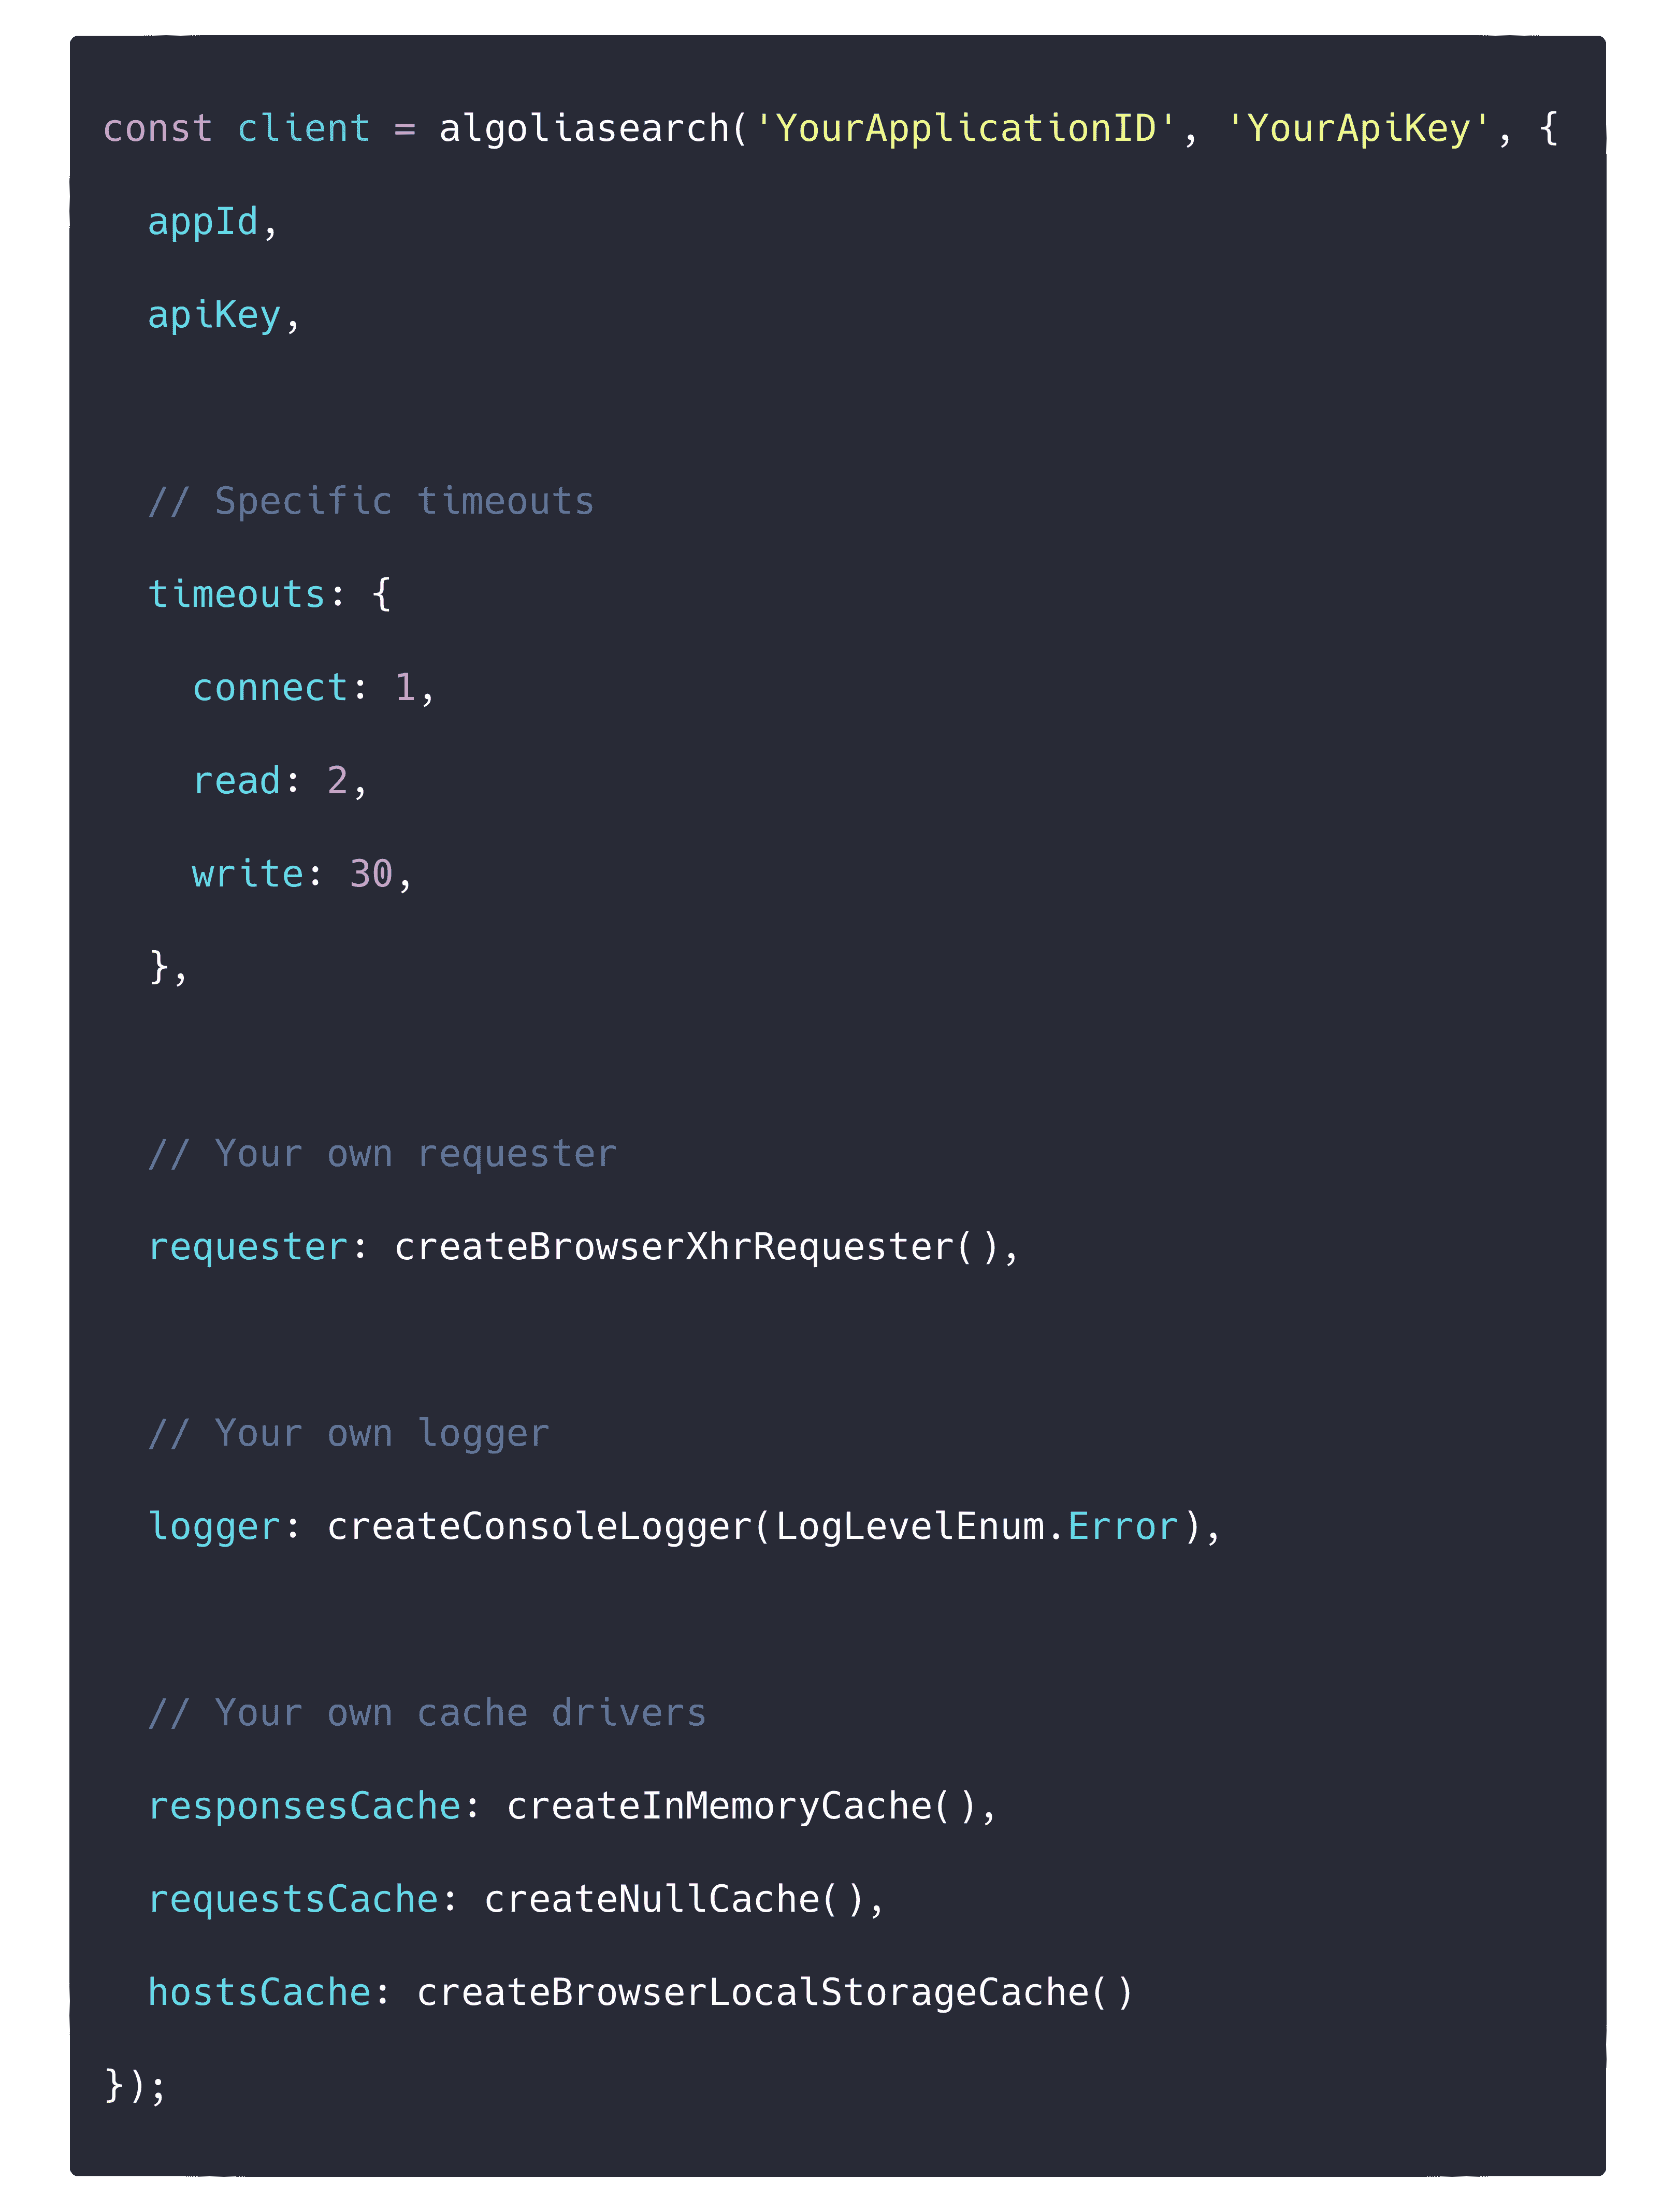 const client = algoliasearch('YourApplicationID', 'YourApiKey', {
  appId,
  apiKey,

  // Specific timeouts
  timeouts: {
    connect: 1,
    read: 2,
    write: 30,
  },

  // Your own requester
  requester: createBrowserXhrRequester(),

  // Your own logger
  logger: createConsoleLogger(LogLevelEnum.Error),

  // Your own cache drivers
  responsesCache: createInMemoryCache(),
  requestsCache: createNullCache(),
  hostsCache: createBrowserLocalStorageCache()
});